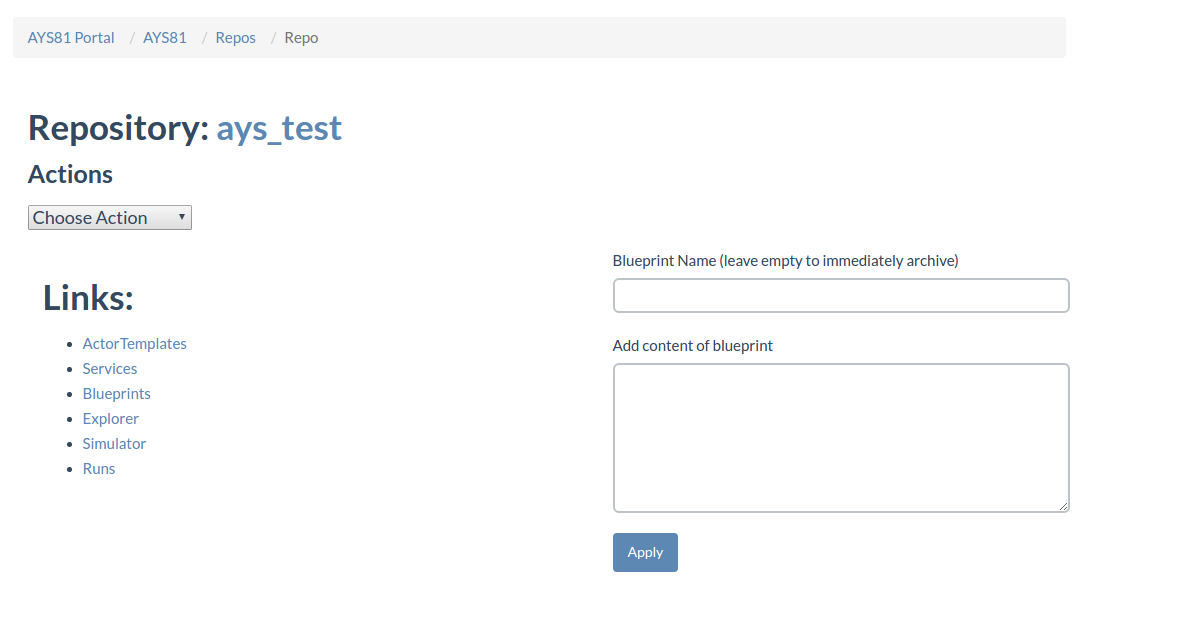 AYS81 Portal / AYS81 / Repos / Repo
Repository: ays_test
Actions
Choose Action
Links:
ActorTemplates
Services
Blueprints
Explorer
Simulator
Runs
Blueprint Name (leave empty to immediately archive)
Add content of blueprint
Apply